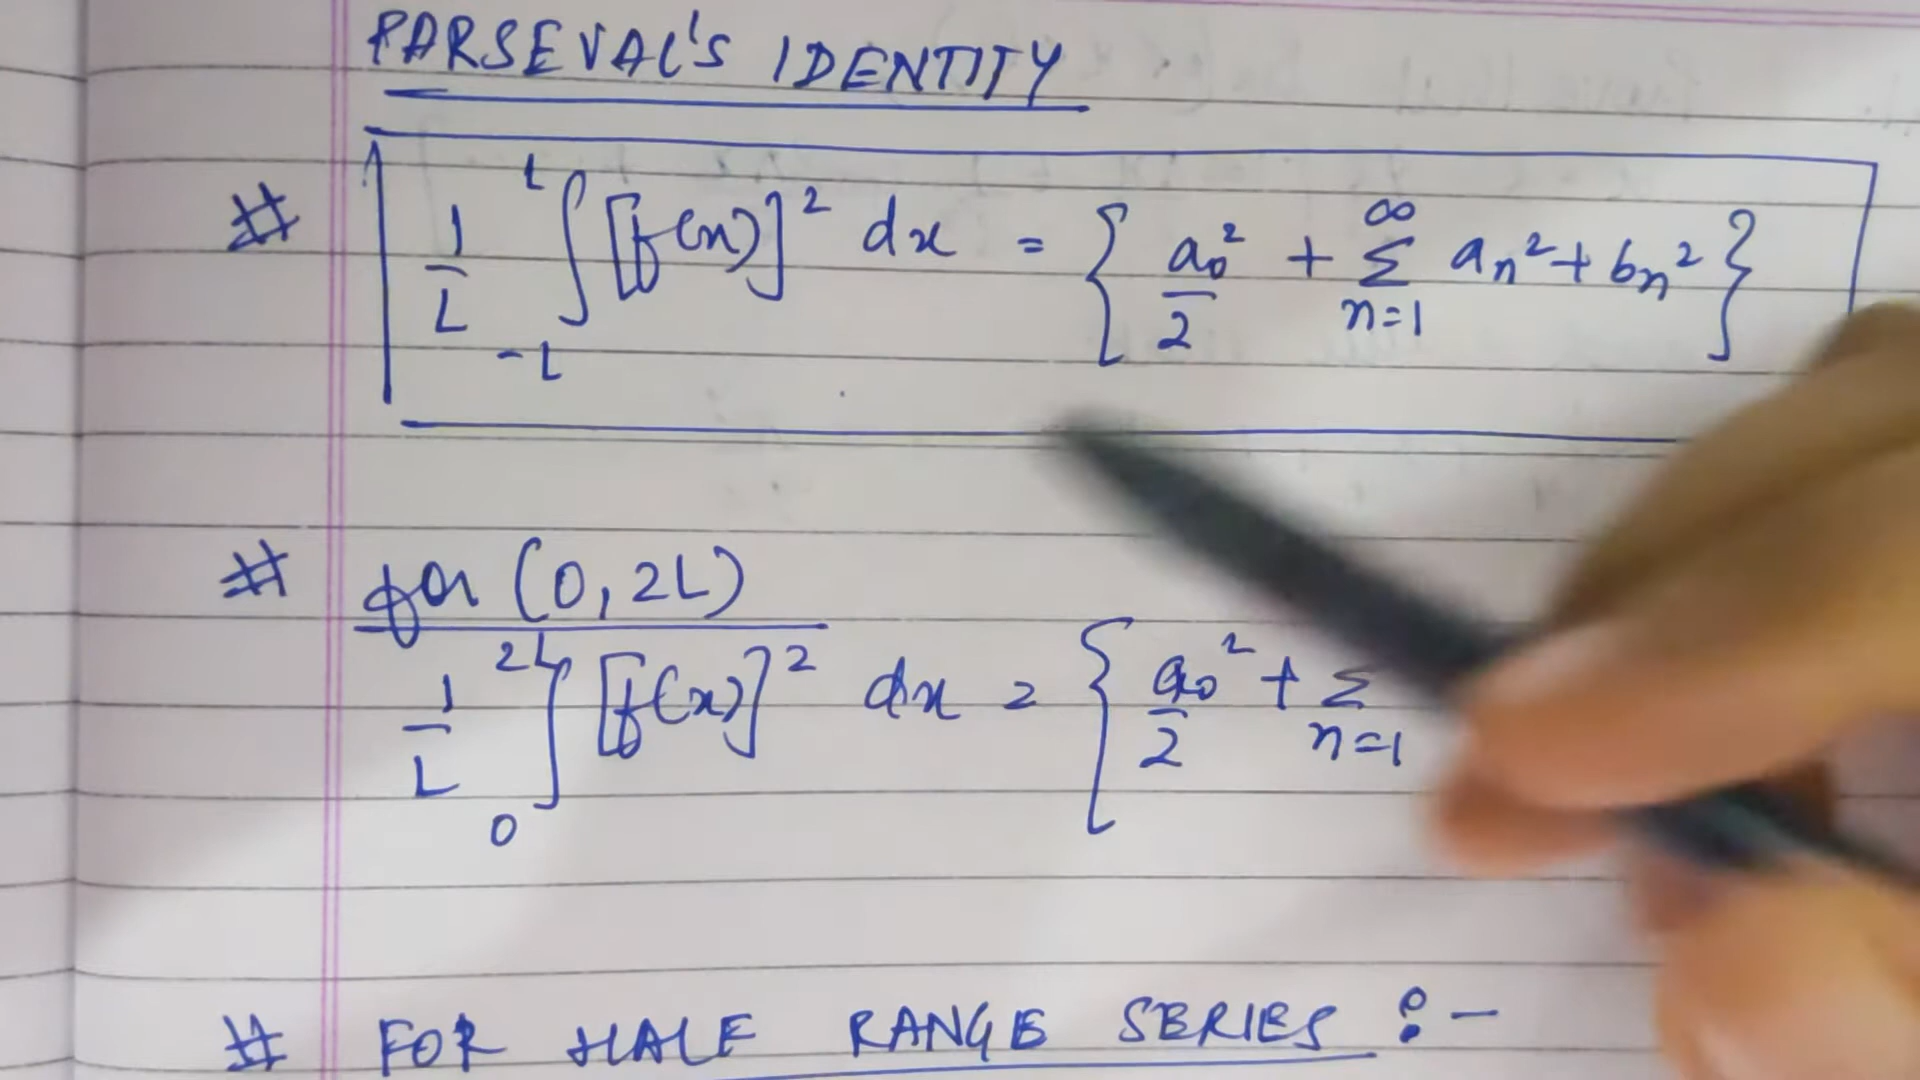 PARSEVAL'S IDENTITY
# 1/L ∫_{-L}^{L} [f(x)]² dx = { a₀²/2 + Σ_{n=1}^{∞} aₙ² + bₙ² }
# for (0, 2L)
1/L ∫_{0}^{2L} [f(x)]² dx = { a₀²/2 + Σ_{n=1}
# FOR HALF RANGE SERIES :-